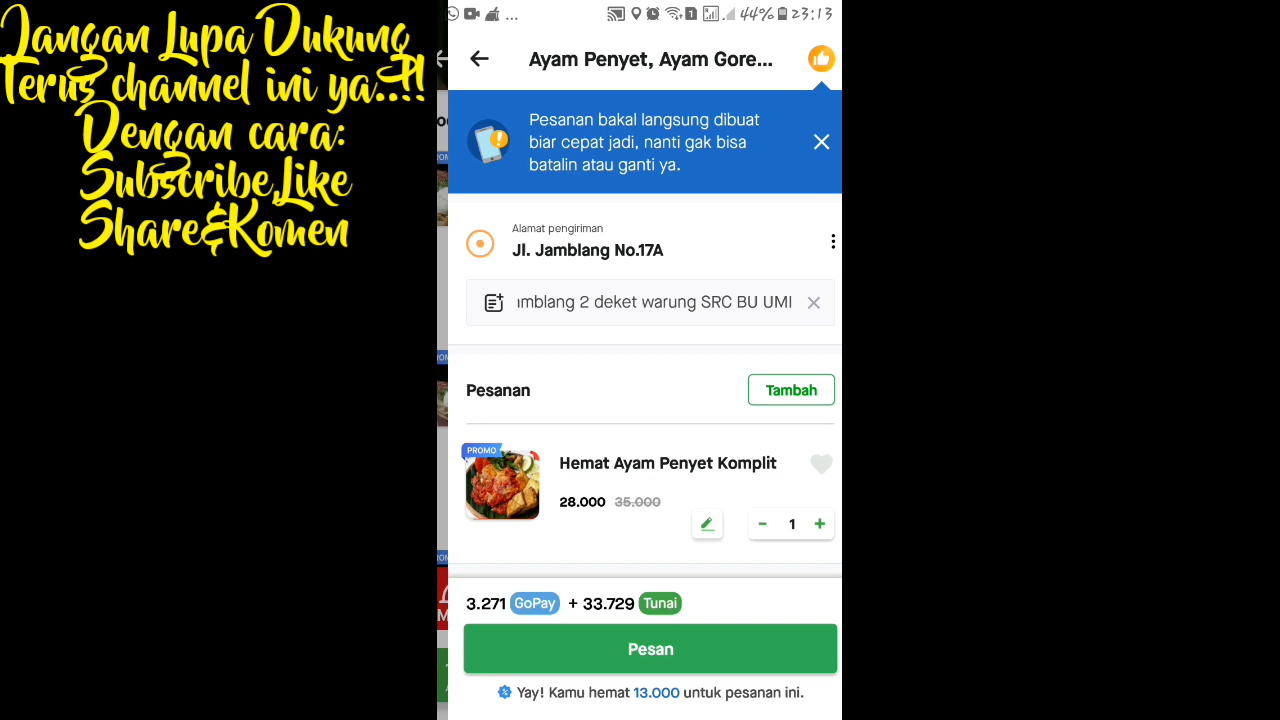 Jangan Lupa Dukung
Terus channel ini ya..!!
Dengan cara:
Subscribe,Like
Share&Komen
... 1 44% 23:13
Ayam Penyet, Ayam Gore...
Pesanan bakal langsung dibuat
biar cepat jadi, nanti gak bisa
batalin atau ganti ya.
Alamat pengiriman
Jl. Jamblang No.17A
mblang 2 deket warung SRC BU UMI
Pesanan
Tambah
PROMO
Hemat Ayam Penyet Komplit
28.000 35.000
- 1 +
3.271 GoPay + 33.729 Tunai
Pesan
Yay! Kamu hemat 13.000 untuk pesanan ini.